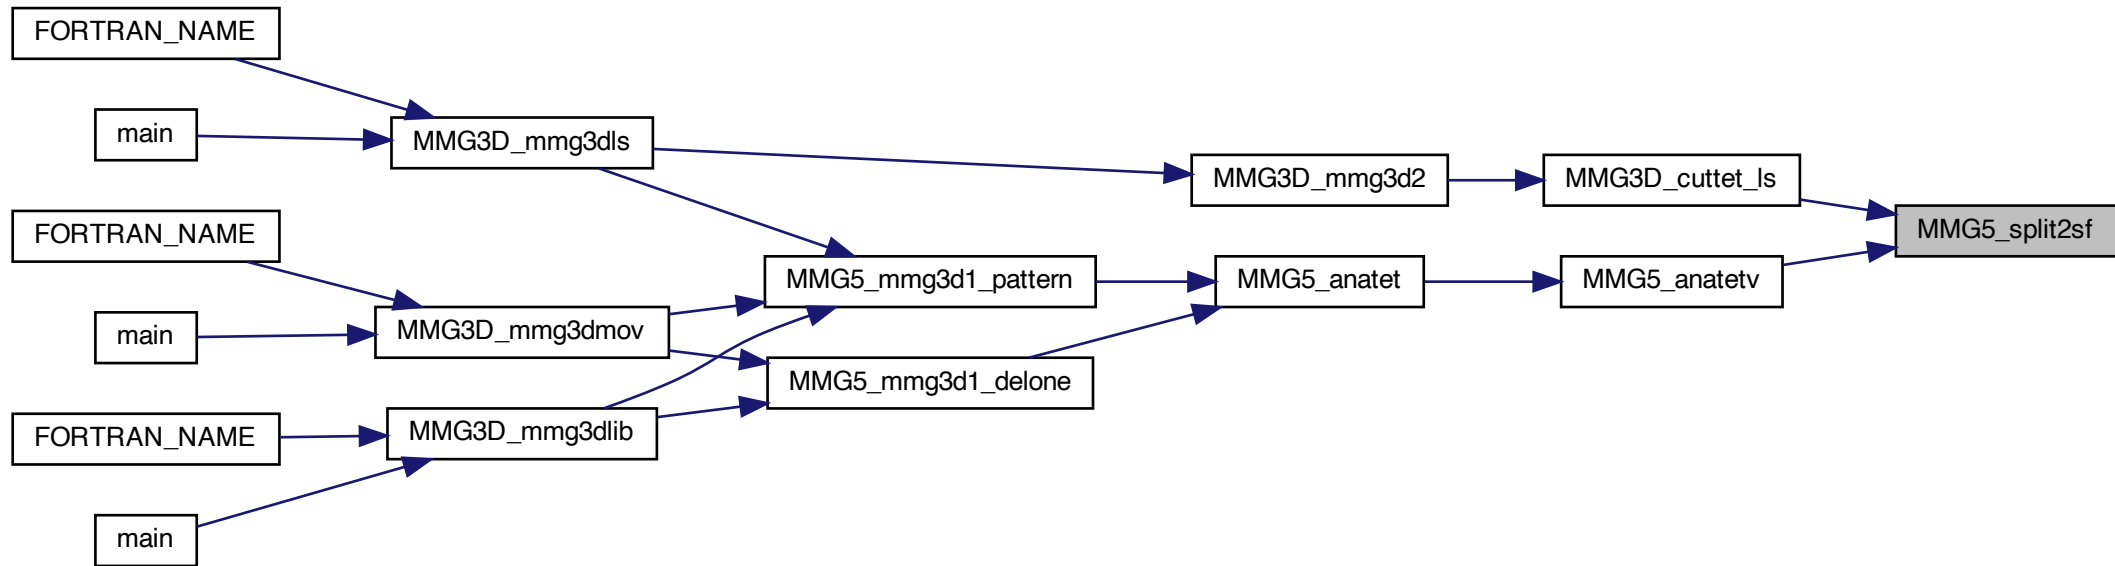 FORTRAN_NAME
main
MMG3D_mmg3dls
MMG3D_mmg3d2
MMG3D_cuttet_ls
FORTRAN_NAME
MMG5_split2sf
MMG5_mmg3d1_pattern
MMG5_anatet
MMG5_anatetv
main
MMG3D_mmg3dmov
MMG5_mmg3d1_delone
FORTRAN_NAME
MMG3D_mmg3dlib
main